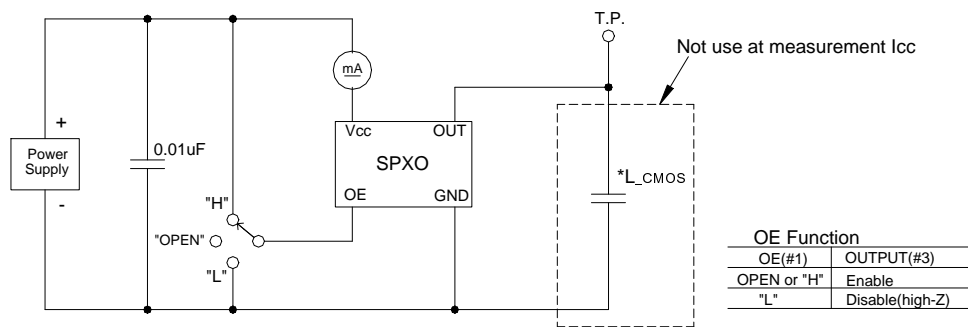 T.P.
Not use at measurement Icc
mA
+
Power
Supply
-
0.01uF
Vcc OUT
SPXO
OE GND
"H"
"OPEN"
"L"
*L_CMOS
OE Function
OE(#1) OUTPUT(#3)
OPEN or "H" Enable
"L" Disable(high-Z)